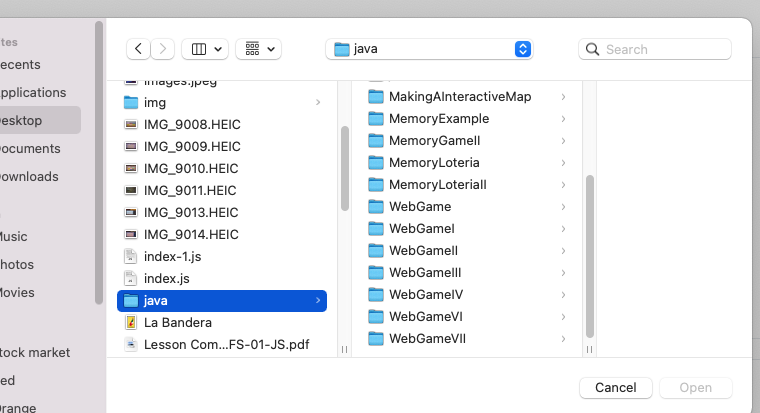 java
Search
ecents
pplications
esktop
ocuments
ownloads
usic
hotos
ovies
tock market
ed
range
images.jpeg
img
IMG_9008.HEIC
IMG_9009.HEIC
IMG_9010.HEIC
IMG_9011.HEIC
IMG_9013.HEIC
IMG_9014.HEIC
index-1.js
index.js
java
La Bandera
Lesson Com...FS-01-JS.pdf
MakingAInteractiveMap
MemoryExample
MemoryGameII
MemoryLoteria
MemoryLoteriaII
WebGame
WebGameI
WebGameII
WebGameIII
WebGameIV
WebGameVI
WebGameVII
Cancel
Open